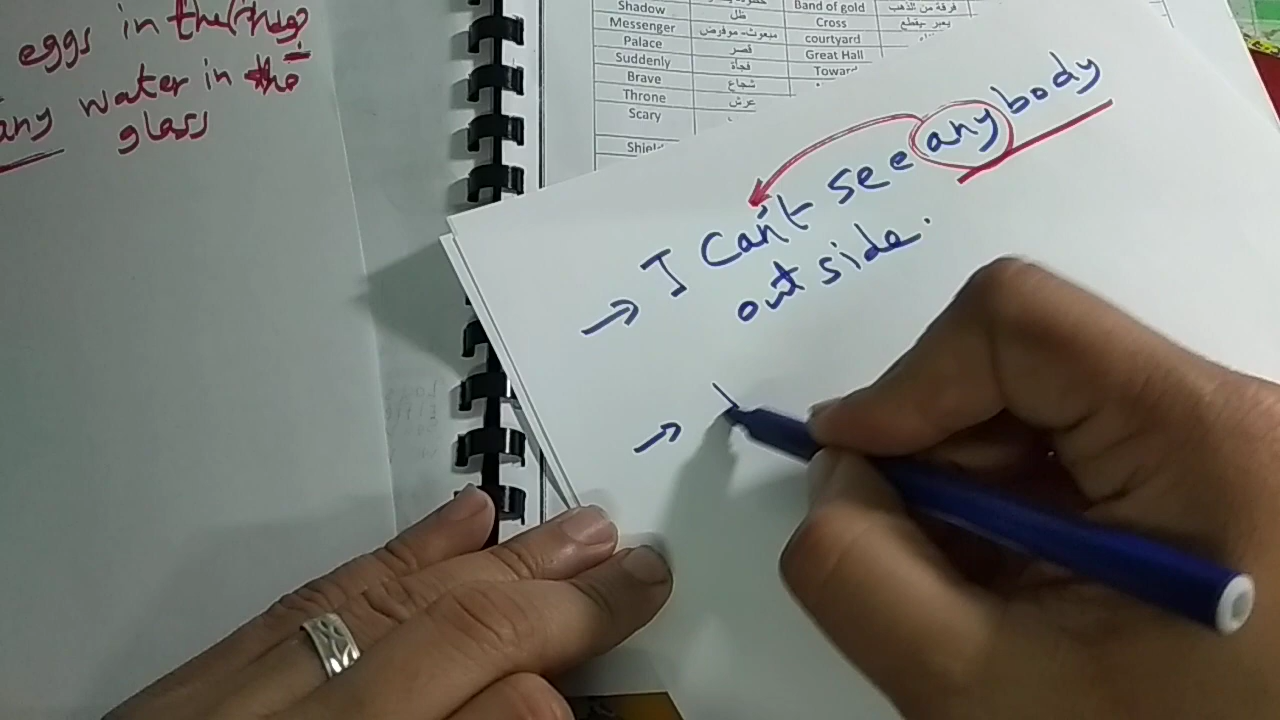 eggs in the fridge
any water in the
glass
Shadow ظل Band of gold فرقة من الذهب
Messenger مبعوث- موفوض Cross يعبر -يقطع
Palace قصر courtyard
Suddenly فجأة Great Hall
Brave شجاع Toward
Throne عرش
Scary
Shield
→ I can't see anybody
outside.
→